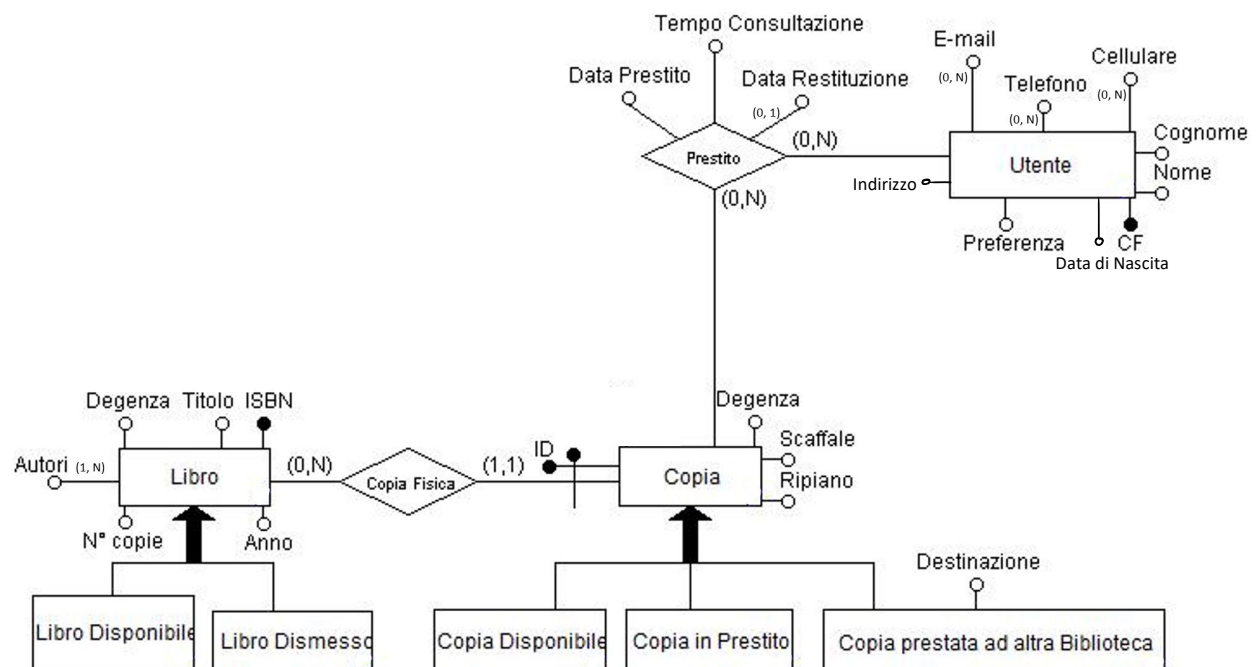 Tempo Consultazione
E-mail
(0, N)
Cellulare
(0, N)
Data Prestito
Data Restituzione
(0, 1)
Telefono
(0, N)
Prestito
(0,N)
(0,N)
Utente
Cognome
Nome
Indirizzo
Preferenza
CF
Data di Nascita
Degenza
Titolo
ISBN
Autori (1, N)
Libro
(0,N)
Copia Fisica
(1,1)
ID
Degenza
Scaffale
Copia
Ripiano
N° copie
Anno
Destinazione
Libro Disponibile
Libro Dismesso
Copia Disponibile
Copia in Prestito
Copia prestata ad altra Biblioteca